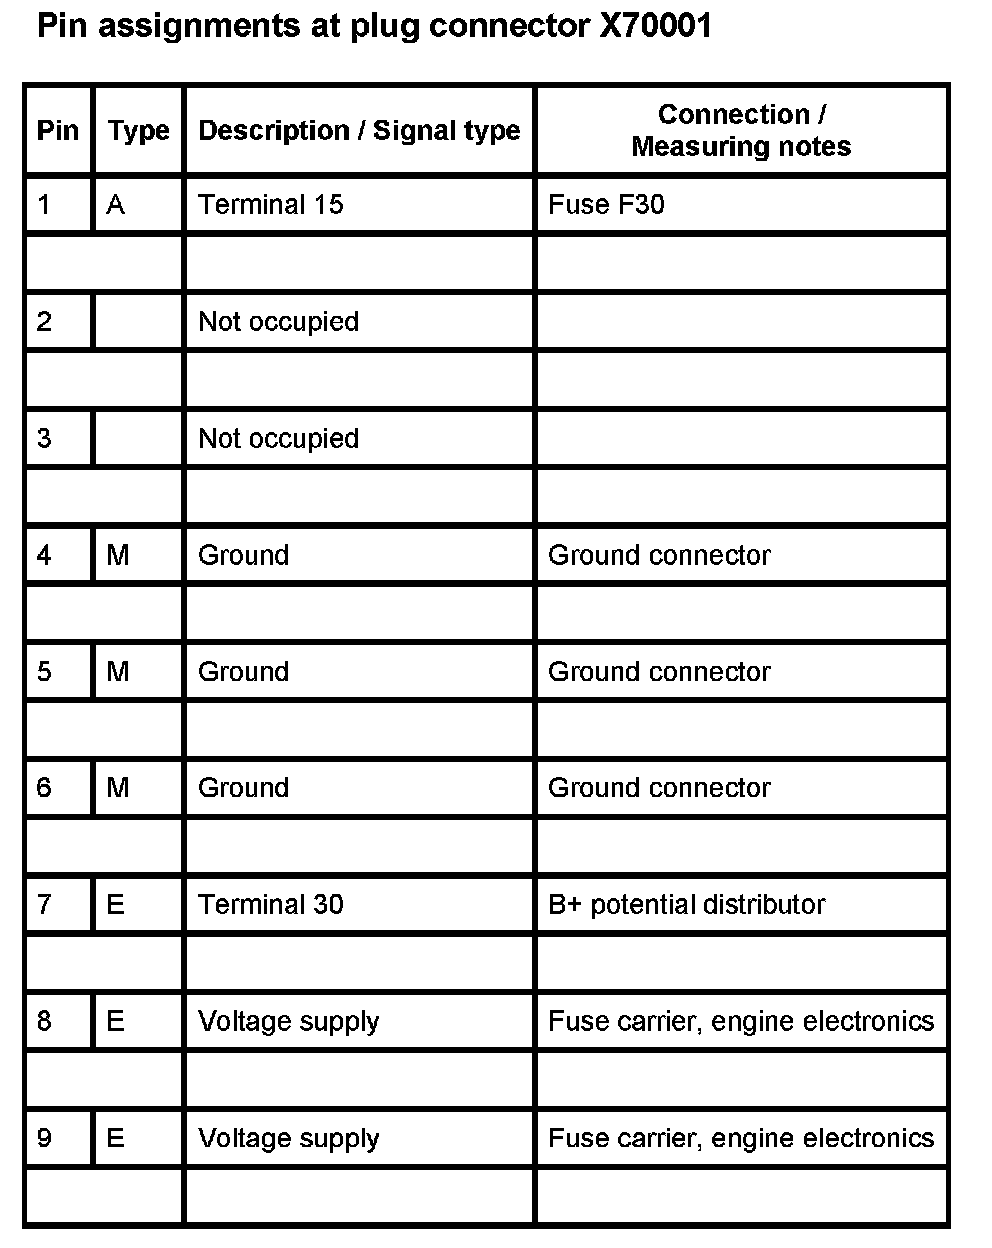 Pin assignments at plug connector X70001
Pin Type Description / Signal type Connection / Measuring notes
1 A Terminal 15 Fuse F30
2 Not occupied
3 Not occupied
4 M Ground Ground connector
5 M Ground Ground connector
6 M Ground Ground connector
7 E Terminal 30 B+ potential distributor
8 E Voltage supply Fuse carrier, engine electronics
9 E Voltage supply Fuse carrier, engine electronics